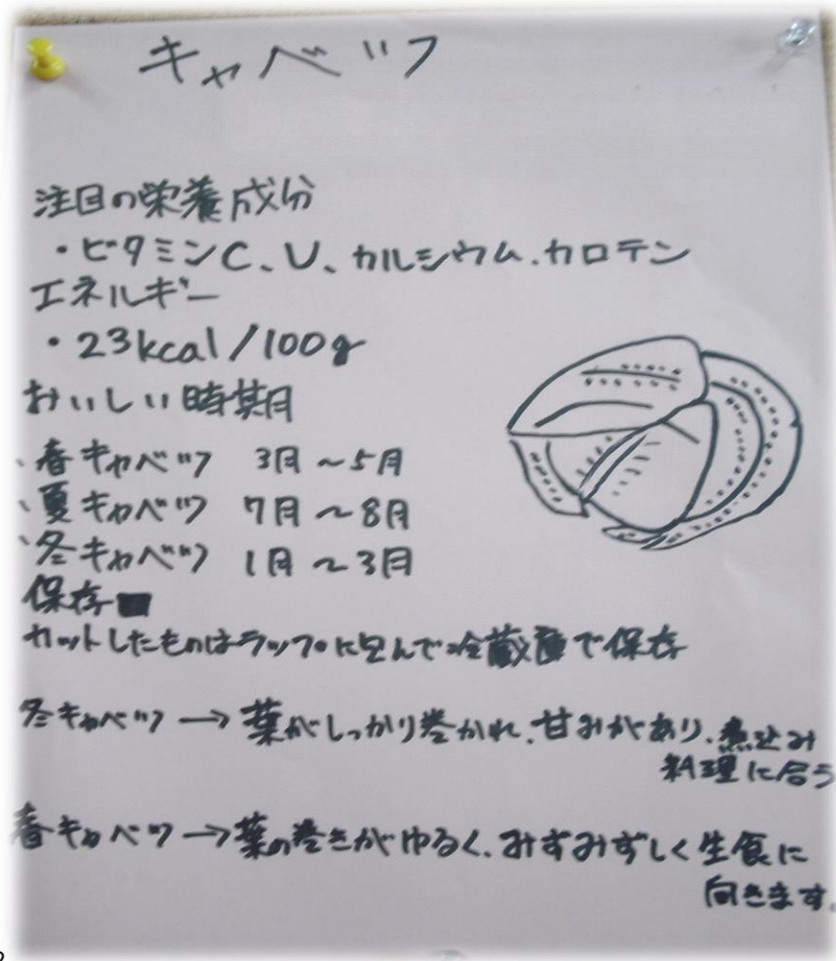 キャベツ
注目の栄養成分
・ビタミンC、U、カルシウム、カロテン
エネルギー
・23kcal/100g
おいしい時期
、春キャベツ 3月~5月
、夏キャベツ 7月~8月
、冬キャベツ 1月~3月
保存
カットしたものはラップに包んで冷蔵庫で保存
冬キャベツ→葉がしっかり巻かれ、甘みがあり、煮込み
料理に合う
春キャベツ→葉の巻きがゆるく、みずみずしく生食に
向きます。